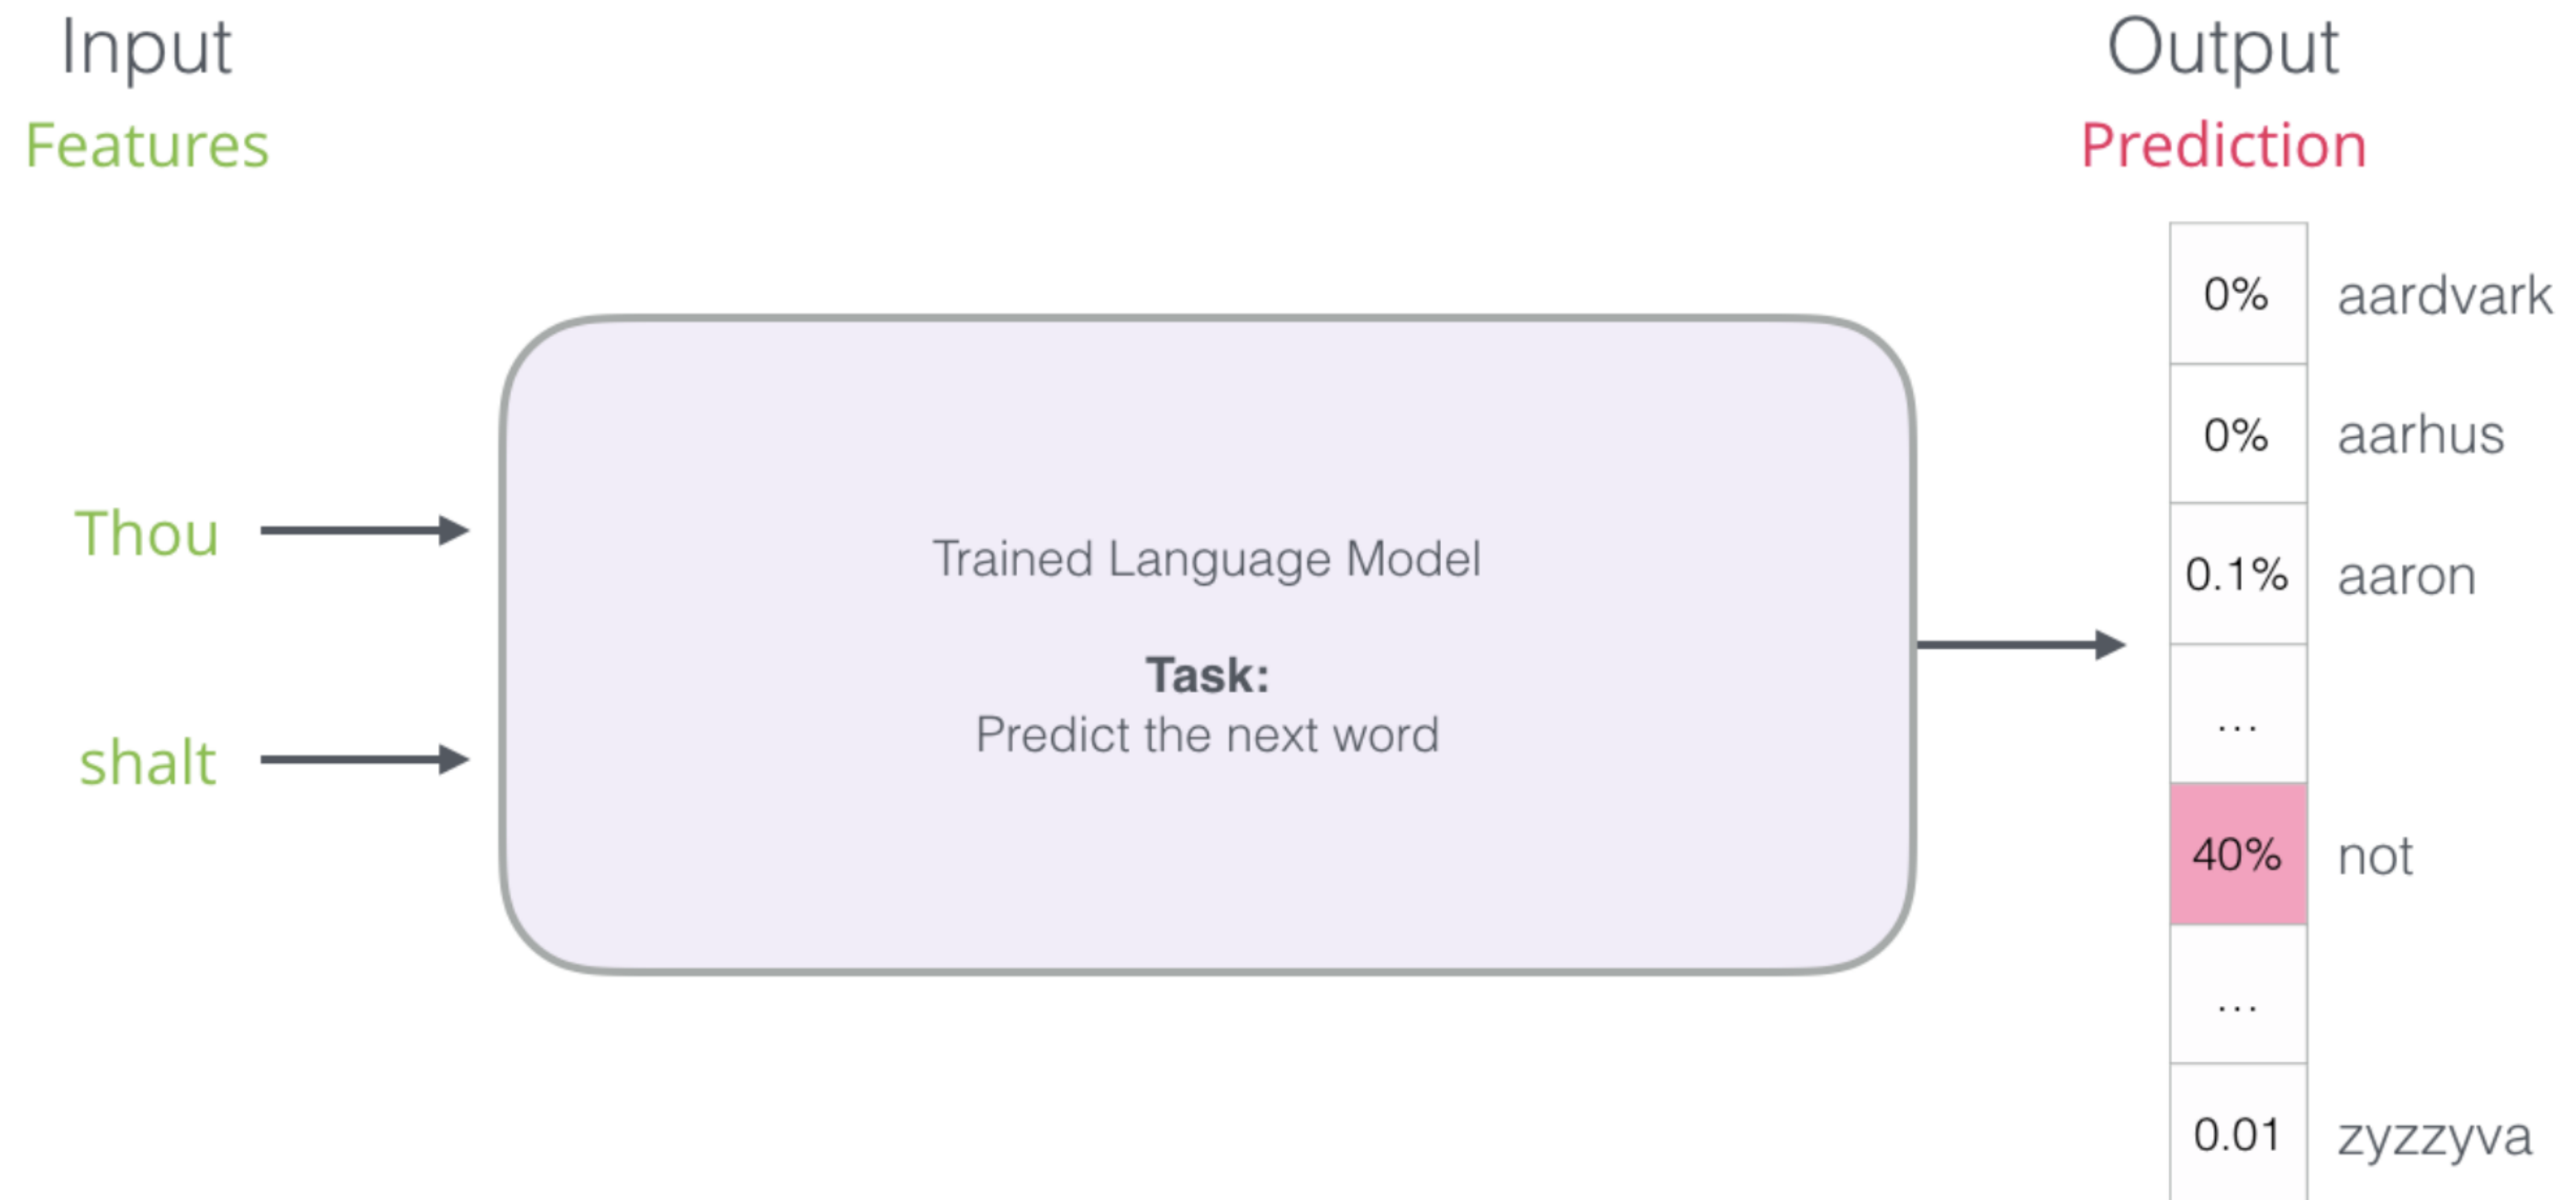 Input
Features
Thou
shalt
Trained Language Model
Task:
Predict the next word
Output
Prediction
0% aardvark
0% aarhus
0.1% aaron
...
40% not
...
0.01 zyzzyva